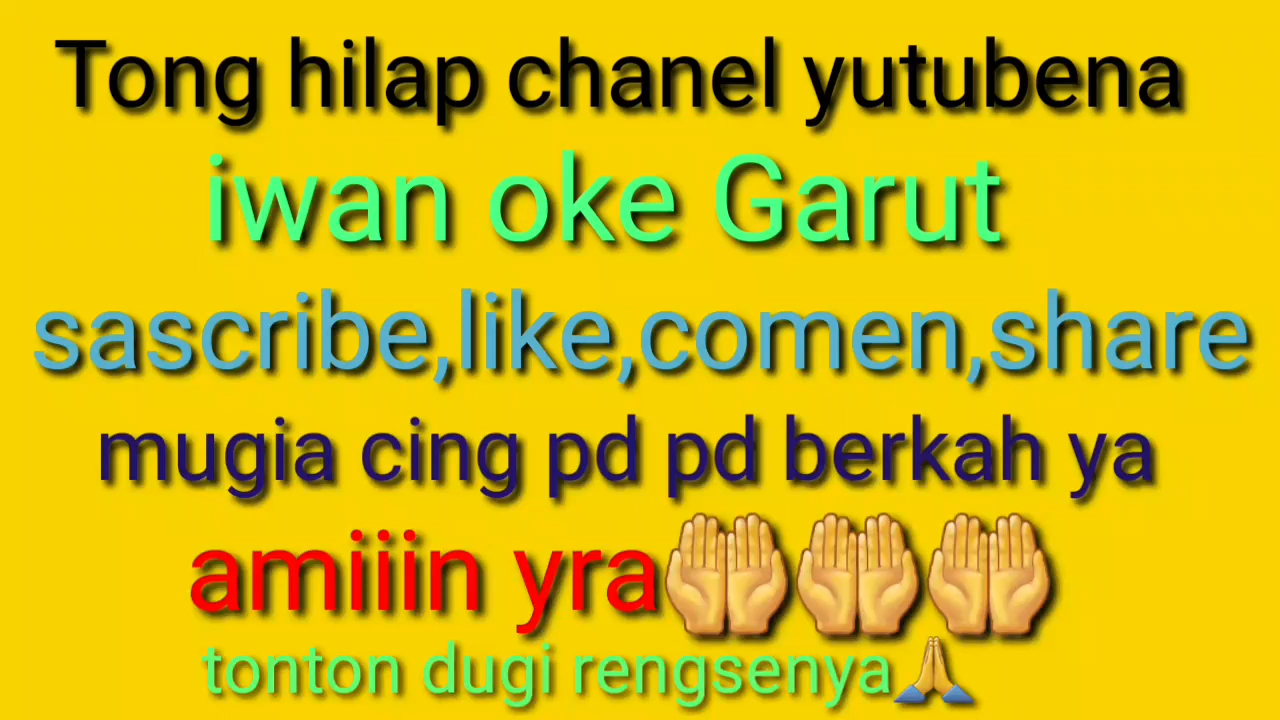 Tong hilap chanel yutubena
iwan oke Garut
sascribe,like,comen,share
mugia cing pd pd berkah ya
amiiin yra🤲🤲🤲
tonton dugi rengsenya🙏